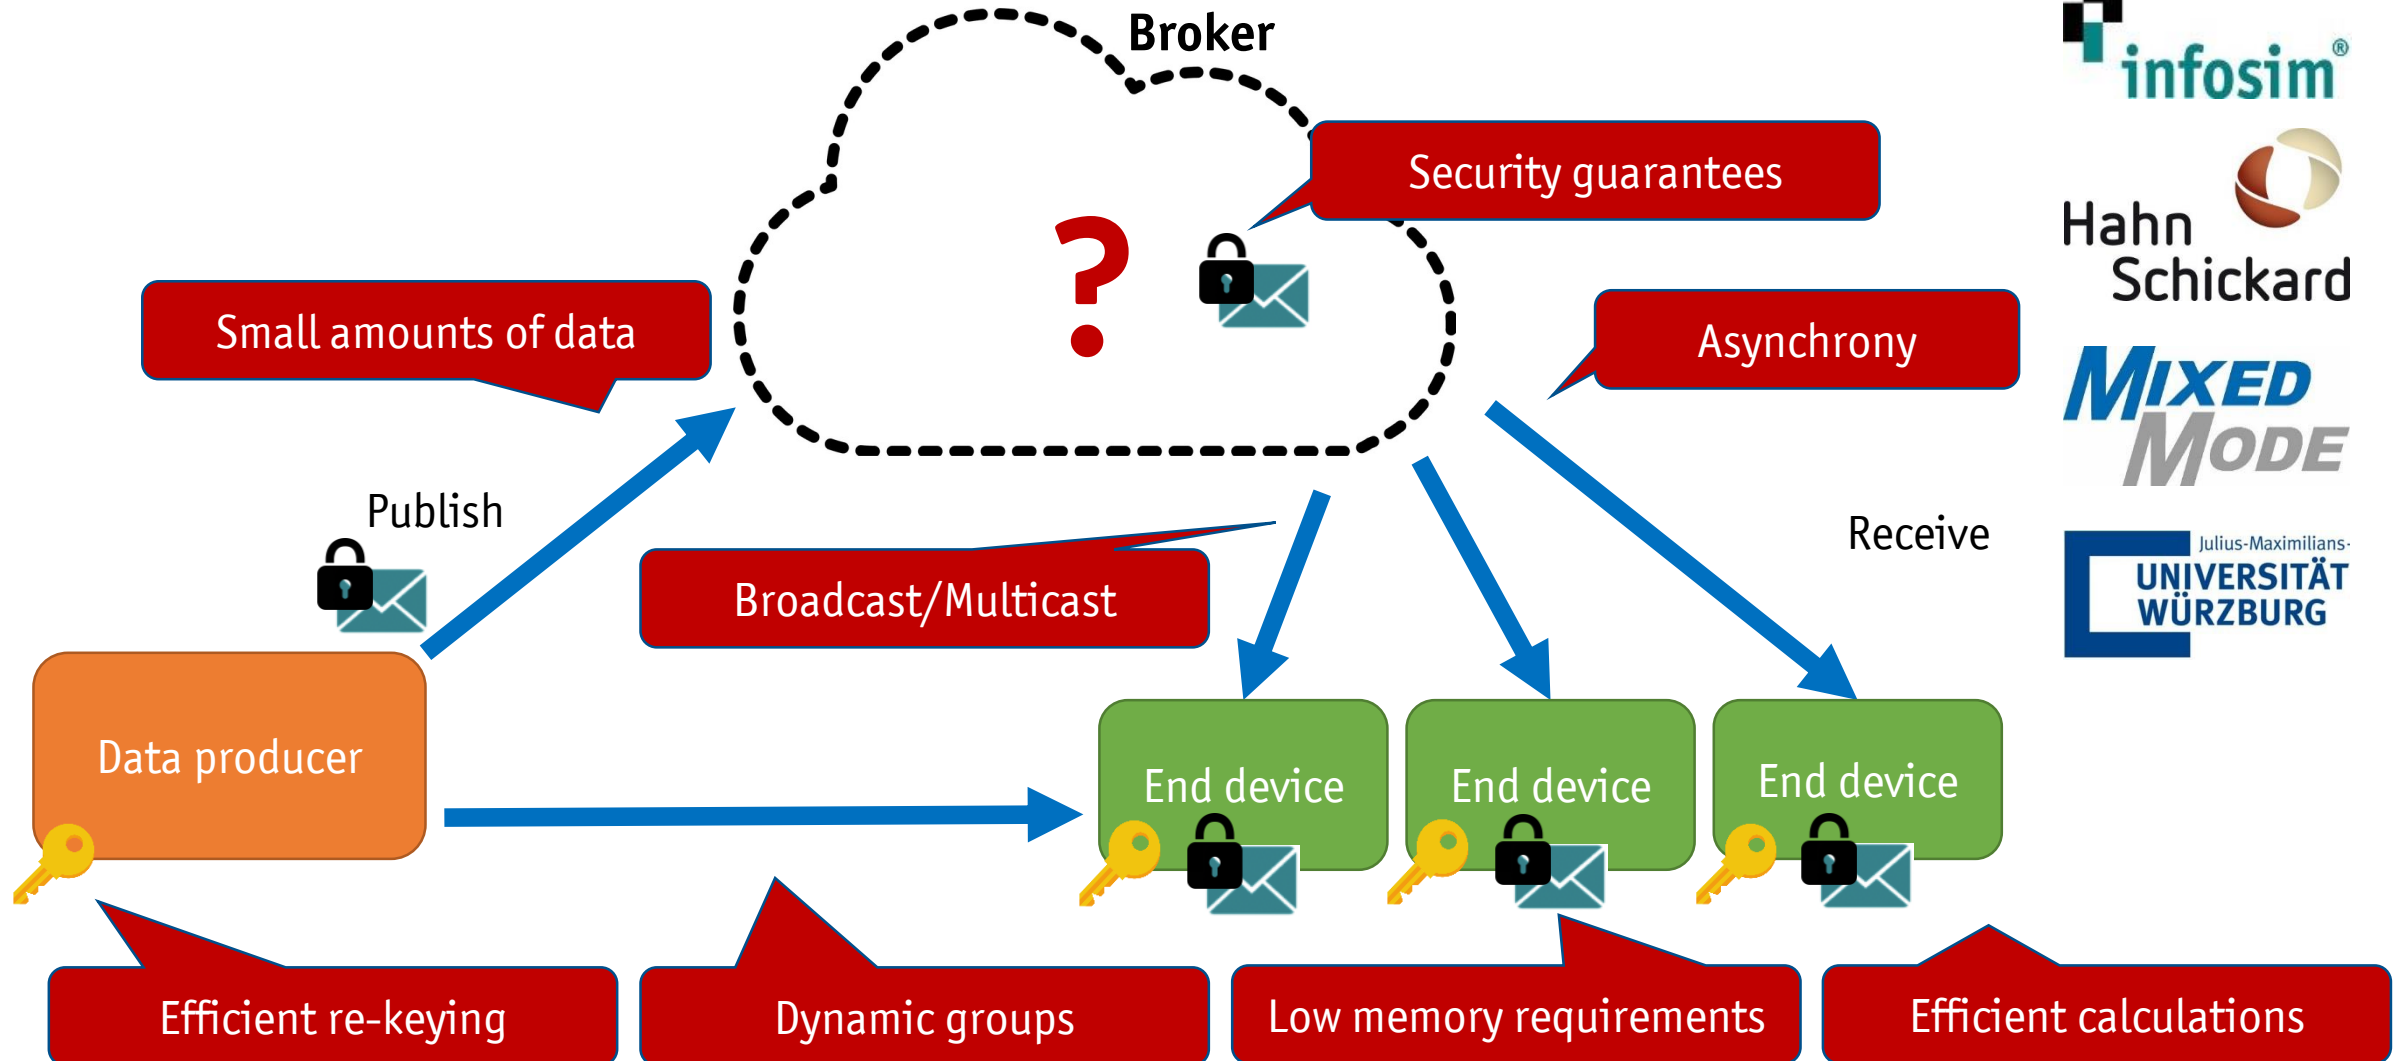 Broker
infosim®
Security guarantees
Hahn
Schickard
?
Small amounts of data
Asynchrony
MIXED
MODE
Publish
Receive
Julius-Maximilians-
UNIVERSITÄT
WÜRZBURG
Broadcast/Multicast
Data producer
End device
End device
End device
Efficient re-keying
Dynamic groups
Low memory requirements
Efficient calculations